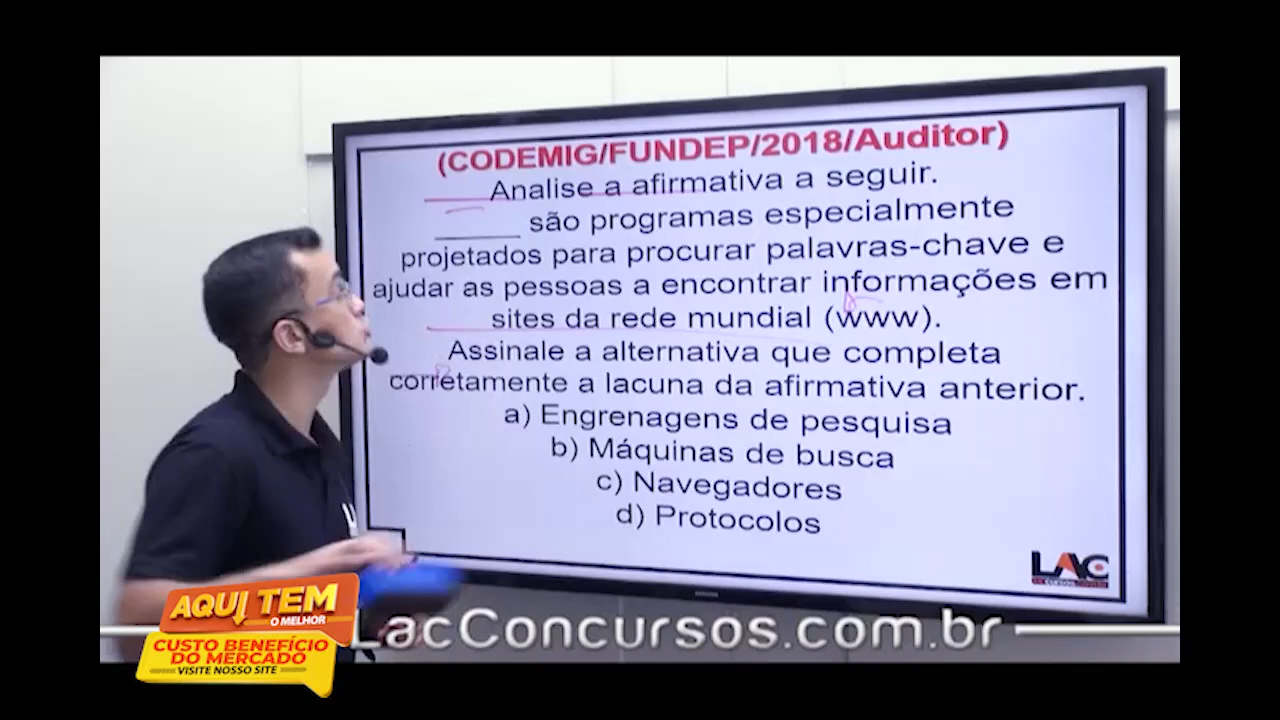 (CODEMIG/FUNDEP/2018/Auditor)
Analise a afirmativa a seguir.
______ são programas especialmente
projetados para procurar palavras-chave e
ajudar as pessoas a encontrar informações em
sites da rede mundial (www).
Assinale a alternativa que completa
corretamente a lacuna da afirmativa anterior.
a) Engrenagens de pesquisa
b) Máquinas de busca
c) Navegadores
d) Protocolos
LAC
AQUI TEM
O MELHOR
CUSTO BENEFÍCIO
DO MERCADO
VISITE NOSSO SITE
LacConcursos.com.br